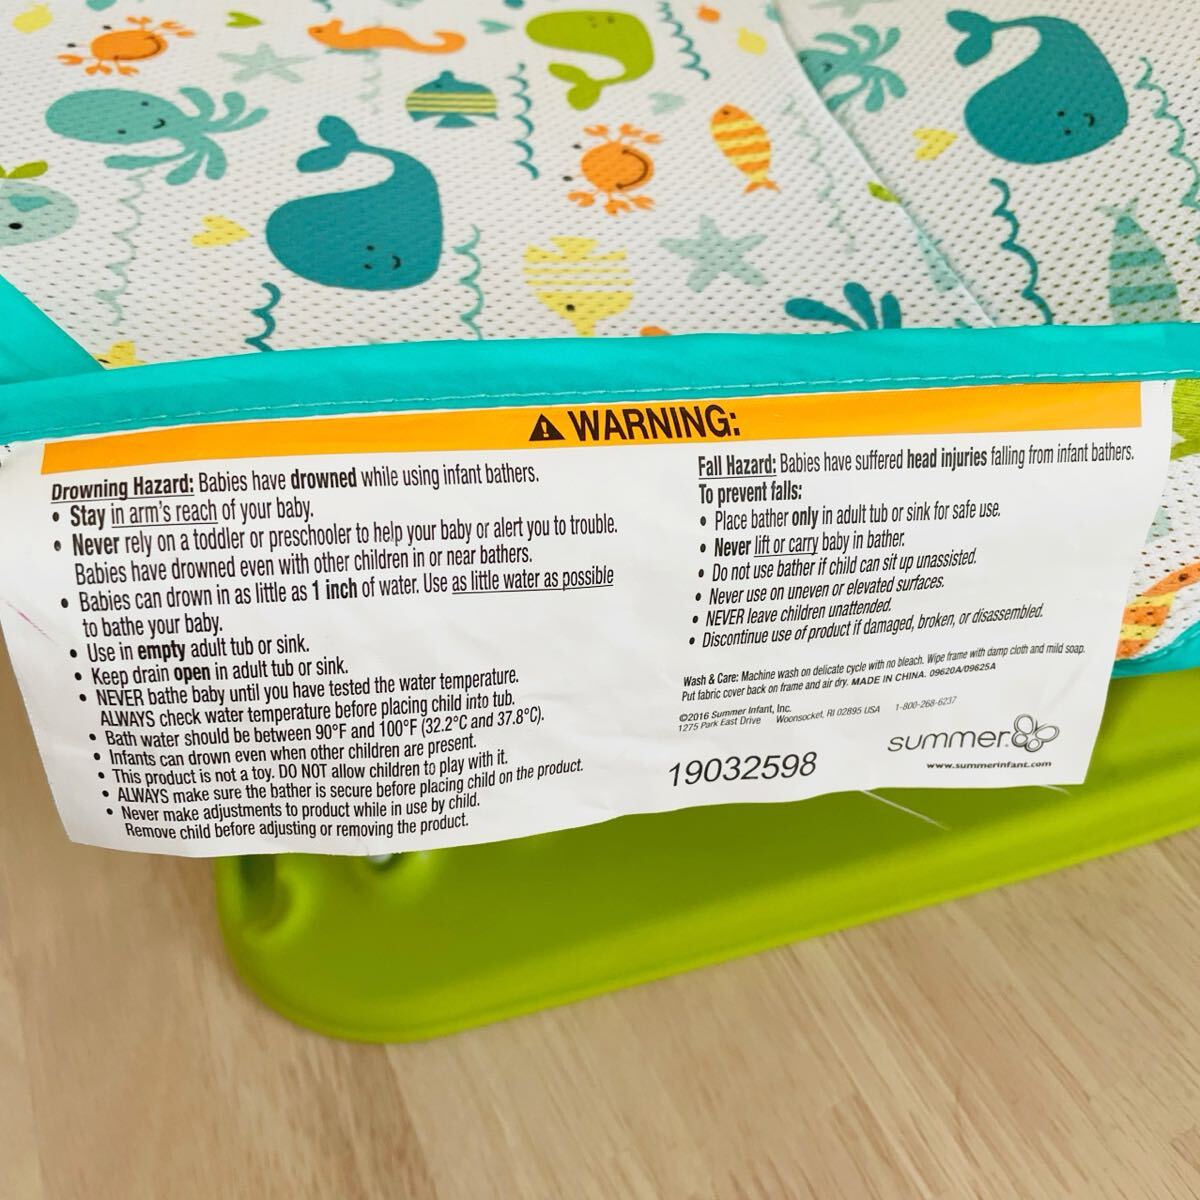 ⚠ WARNING:
Drowning Hazard: Babies have drowned while using infant bathers.
• Stay in arm's reach of your baby.
• Never rely on a toddler or preschooler to help your baby or alert you to trouble.
Babies have drowned even with other children in or near bathers.
• Babies can drown in as little as 1 inch of water. Use as little water as possible
to bathe your baby.
• Use in empty adult tub or sink.
• Keep drain open in adult tub or sink.
• NEVER bathe baby until you have tested the water temperature.
ALWAYS check water temperature before placing child into tub.
• Bath water should be between 90°F and 100°F (32.2°C and 37.8°C).
• Infants can drown even when other children are present.
• This product is not a toy. DO NOT allow children to play with it.
• ALWAYS make sure the bather is secure before placing child on the product.
• Never make adjustments to product while in use by child.
Remove child before adjusting or removing the product.
Fall Hazard: Babies have suffered head injuries falling from infant bathers.
To prevent falls:
• Place bather only in adult tub or sink for safe use.
• Never lift or carry baby in bather.
• Do not use bather if child can sit up unassisted.
• Never use on uneven or elevated surfaces.
• NEVER leave children unattended.
• Discontinue use of product if damaged, broken, or disassembled.
Wash & Care: Machine wash on delicate cycle with no bleach. Wipe frame with damp cloth and mild soap.
Put fabric cover back on frame and air dry. MADE IN CHINA. 09620A/09625A
©2016 Summer Infant, Inc.
1275 Park East Drive Woonsocket, RI 02895 USA 1-800-268-6237
19032598
summer.
www.summerinfant.com